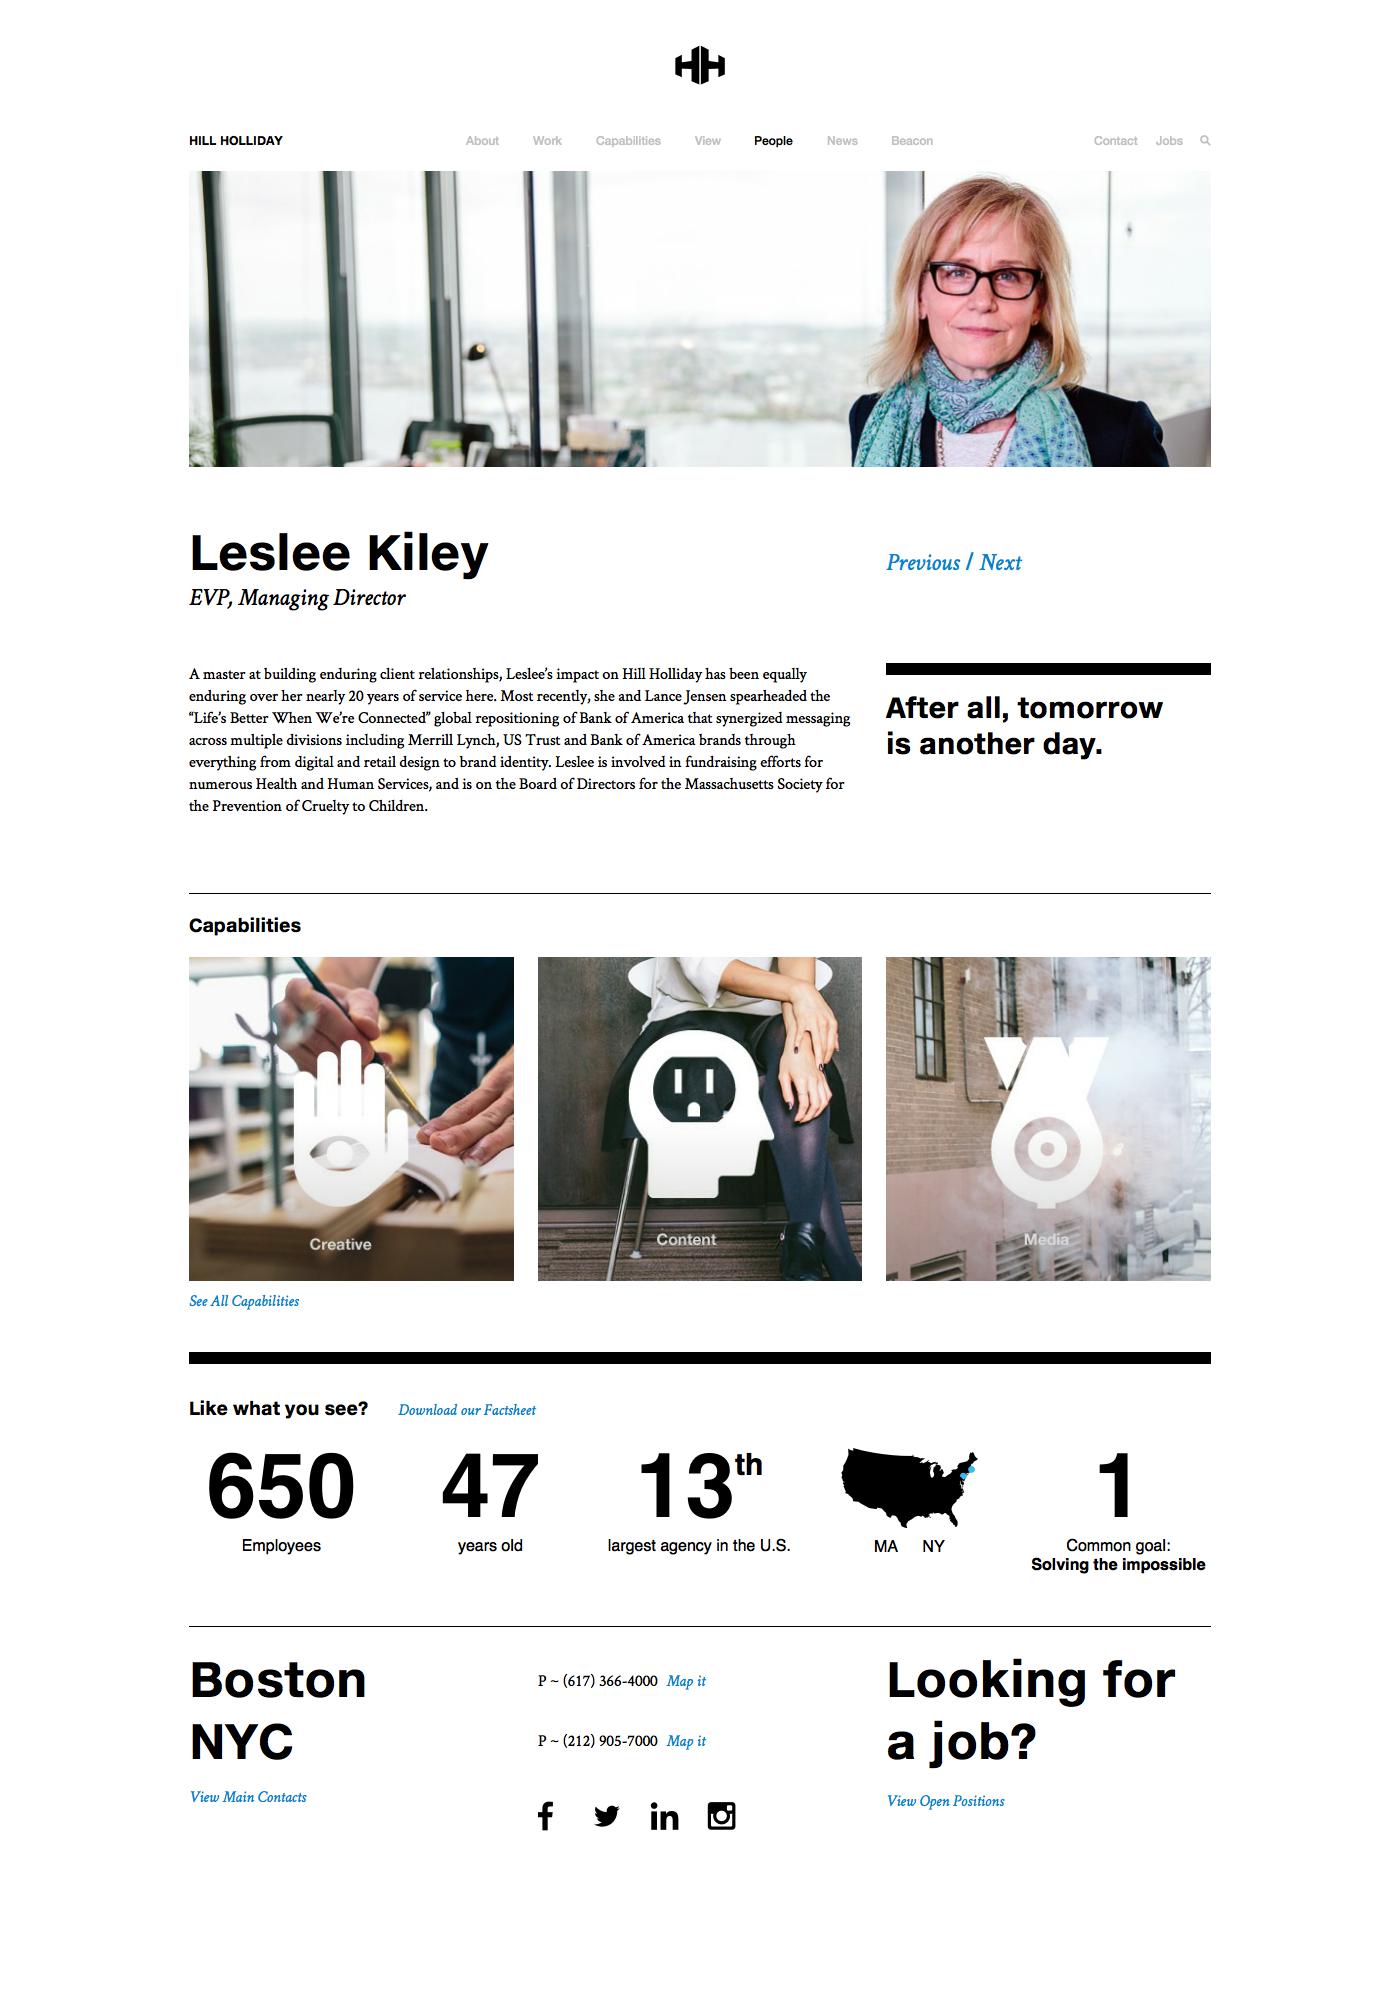 HILL HOLLIDAY
About Work Capabilities View People News Beacon
Contact Jobs
Leslee Kiley
EVP, Managing Director
Previous / Next
A master at building enduring client relationships, Leslee’s impact on Hill Holliday has been equally
enduring over her nearly 20 years of service here. Most recently, she and Lance Jensen spearheaded the
“Life’s Better When We’re Connected” global repositioning of Bank of America that synergized messaging
across multiple divisions including Merrill Lynch, US Trust and Bank of America brands through
everything from digital and retail design to brand identity. Leslee is involved in fundraising efforts for
numerous Health and Human Services, and is on the Board of Directors for the Massachusetts Society for
the Prevention of Cruelty to Children.
After all, tomorrow
is another day.
Capabilities
Creative
Content
Media
See All Capabilities
Like what you see? Download our Factsheet
650
Employees
47
years old
13th
largest agency in the U.S.
MA NY
1
Common goal:
Solving the impossible
Boston
NYC
View Main Contacts
P ~ (617) 366-4000 Map it
P ~ (212) 905-7000 Map it
Looking for
a job?
View Open Positions